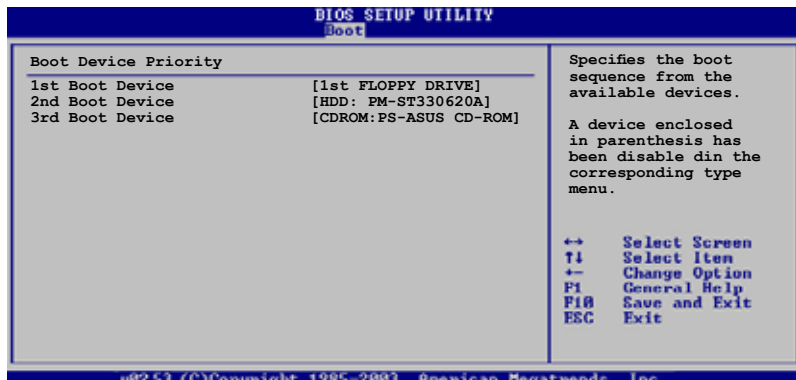 BIOS SETUP UTILITY
Boot
Boot Device Priority
1st Boot Device [1st FLOPPY DRIVE]
2nd Boot Device [HDD: PM-ST330620A]
3rd Boot Device [CDROM:PS-ASUS CD-ROM]
Specifies the boot
sequence from the
available devices.
A device enclosed
in parenthesis has
been disable din the
corresponding type
menu.
↔ Select Screen
↑↓ Select Item
+- Change Option
F1 General Help
F10 Save and Exit
ESC Exit
v02.53 (C)Copyright 1985-2003, American Megatrends, Inc.